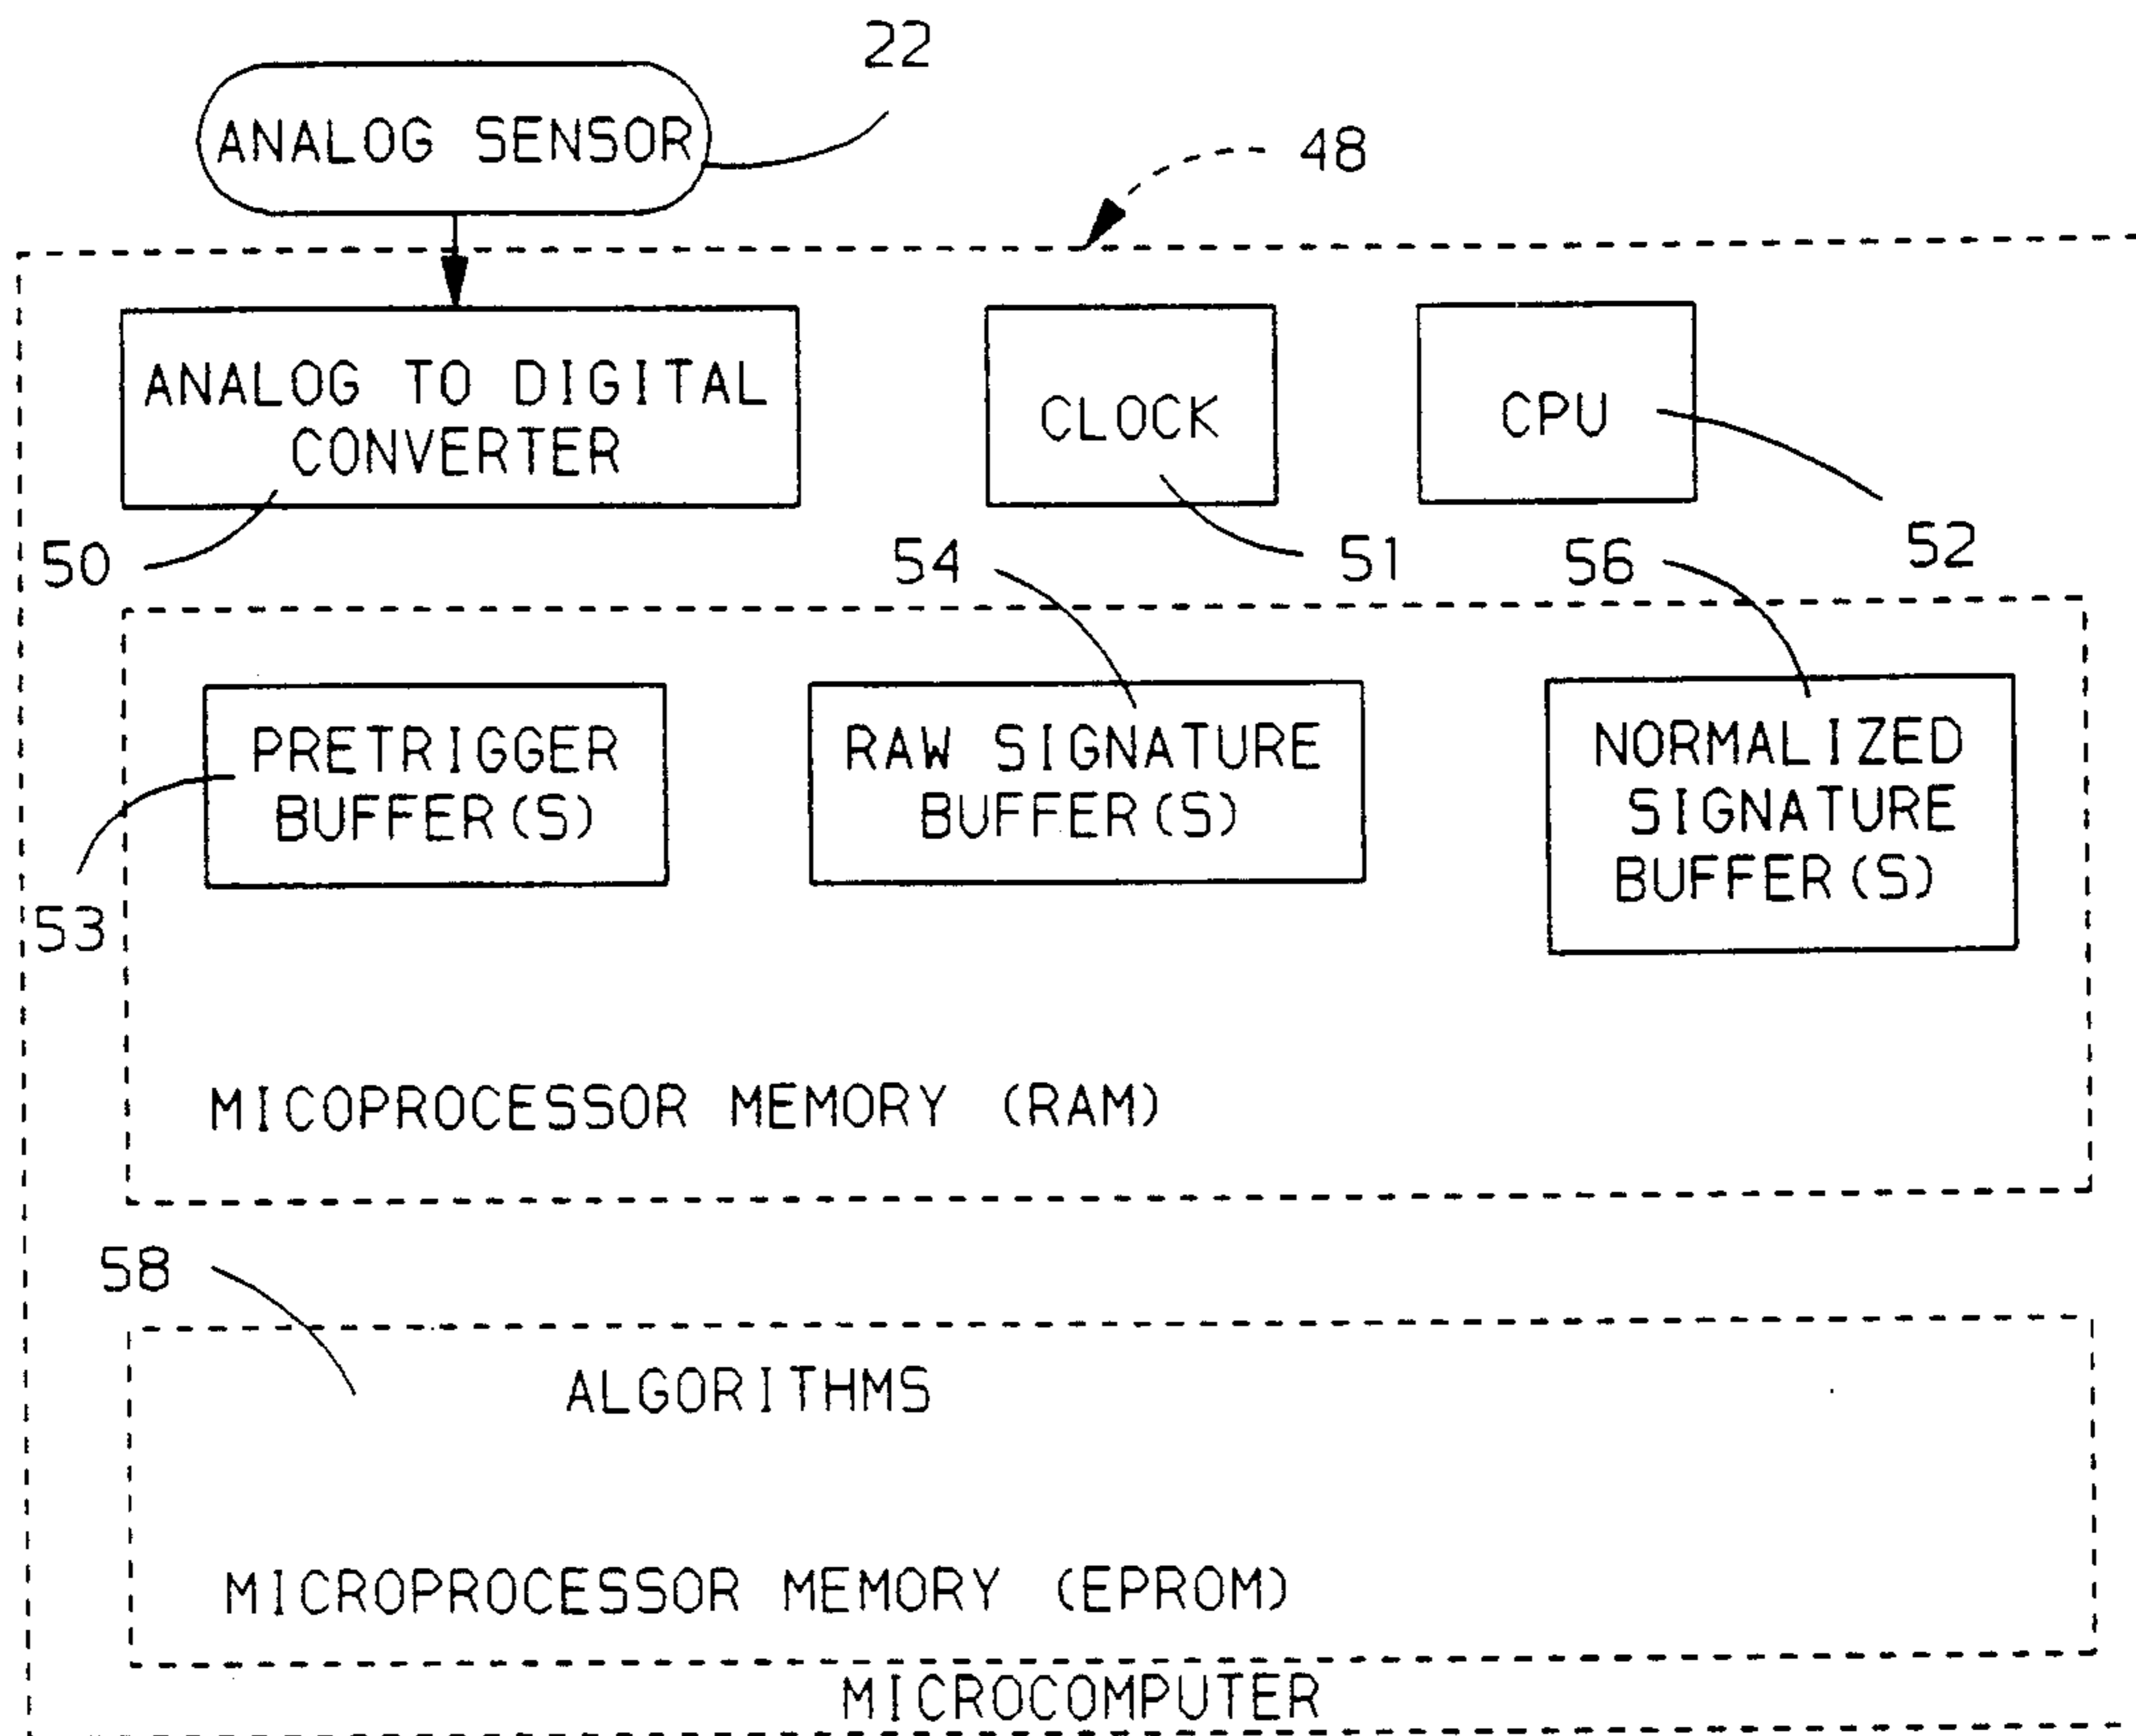 22
ANALOG SENSOR
48
ANALOG TO DIGITAL
CONVERTER
CLOCK
CPU
50
54
51
56
52
PRETRIGGER
BUFFER(S)
RAW SIGNATURE
BUFFER(S)
NORMALIZED
SIGNATURE
BUFFER(S)
53
MICOPROCESSOR MEMORY (RAM)
58
ALGORITHMS
MICROPROCESSOR MEMORY (EPROM)
MICROCOMPUTER